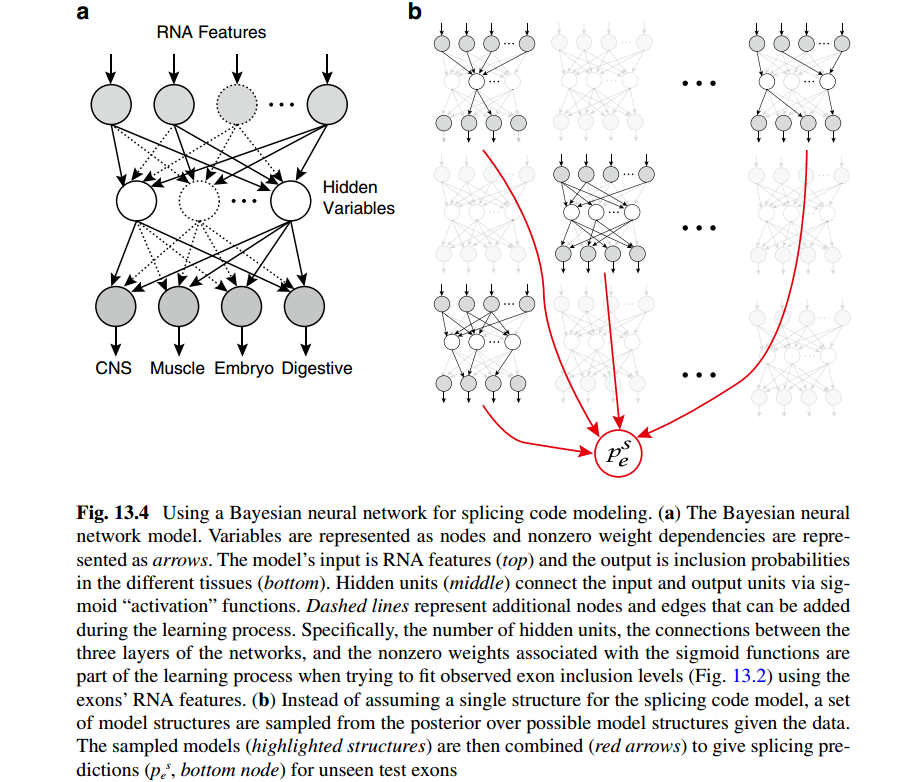 a
b
RNA Features
Hidden
Variables
CNS Muscle Embryo Digestive
p_e^s
Fig. 13.4 Using a Bayesian neural network for splicing code modeling. (a) The Bayesian neural
network model. Variables are represented as nodes and nonzero weight dependencies are repre-
sented as arrows. The model’s input is RNA features (top) and the output is inclusion probabilities
in the different tissues (bottom). Hidden units (middle) connect the input and output units via sig-
moid “activation” functions. Dashed lines represent additional nodes and edges that can be added
during the learning process. Specifically, the number of hidden units, the connections between the
three layers of the networks, and the nonzero weights associated with the sigmoid functions are
part of the learning process when trying to fit observed exon inclusion levels (Fig. 13.2) using the
exons’ RNA features. (b) Instead of assuming a single structure for the splicing code model, a set
of model structures are sampled from the posterior over possible model structures given the data.
The sampled models (highlighted structures) are then combined (red arrows) to give splicing pre-
dictions (p_e^s, bottom node) for unseen test exons